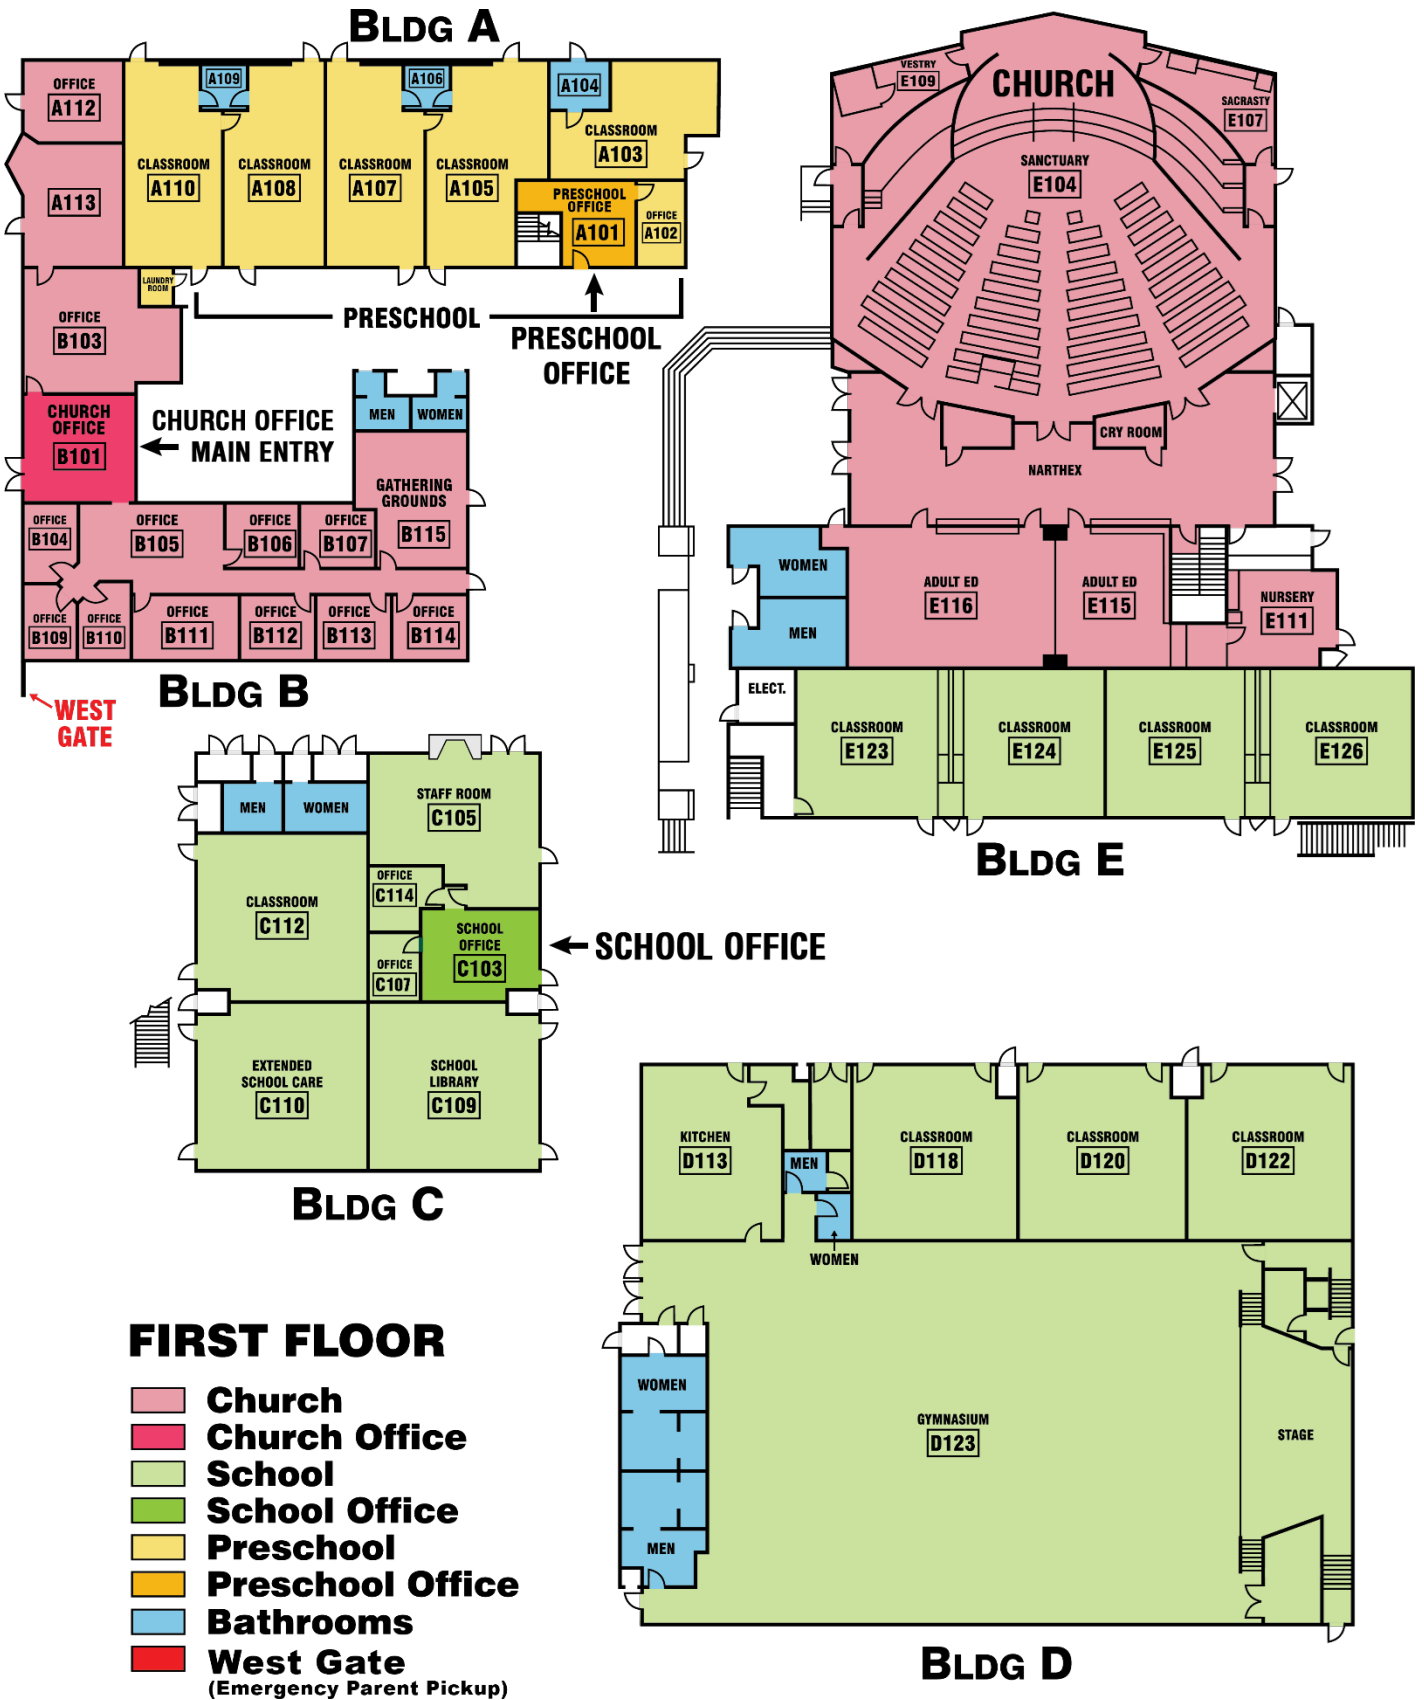 BLDG A
OFFICE
A112
A113
A109
A106
A104
CLASSROOM
A110
CLASSROOM
A108
CLASSROOM
A107
CLASSROOM
A105
CLASSROOM
A103
PRESCHOOL
OFFICE
A101
OFFICE
A102
LAUNDRY
ROOM
PRESCHOOL
PRESCHOOL
OFFICE
OFFICE
B103
CHURCH
OFFICE
B101
CHURCH OFFICE
MAIN ENTRY
MEN
WOMEN
GATHERING
GROUNDS
B115
OFFICE
B104
OFFICE
B105
OFFICE
B106
OFFICE
B107
OFFICE
B109
OFFICE
B110
OFFICE
B111
OFFICE
B112
OFFICE
B113
OFFICE
B114
BLDG B
WEST
GATE
VESTRY
E109
CHURCH
SACRASTY
E107
SANCTUARY
E104
CRY ROOM
NARTHEX
WOMEN
MEN
ADULT ED
E116
ADULT ED
E115
NURSERY
E111
ELECT.
CLASSROOM
E123
CLASSROOM
E124
CLASSROOM
E125
CLASSROOM
E126
BLDG E
MEN
WOMEN
STAFF ROOM
C105
OFFICE
C114
CLASSROOM
C112
SCHOOL
OFFICE
C103
OFFICE
C107
SCHOOL OFFICE
EXTENDED
SCHOOL CARE
C110
SCHOOL
LIBRARY
C109
BLDG C
KITCHEN
D113
MEN
WOMEN
CLASSROOM
D118
CLASSROOM
D120
CLASSROOM
D122
WOMEN
MEN
GYMNASIUM
D123
STAGE
BLDG D
FIRST FLOOR
Church
Church Office
School
School Office
Preschool
Preschool Office
Bathrooms
West Gate
(Emergency Parent Pickup)